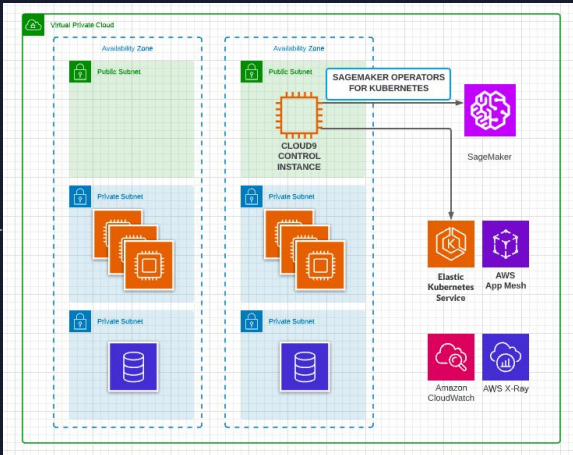 Virtual Private Cloud
Availability Zone
Availability Zone
Public Subnet
Public Subnet
SAGEMAKER OPERATORS
FOR KUBERNETES
CLOUD9
CONTROL
INSTANCE
SageMaker
Private Subnet
Private Subnet
Elastic
Kubernetes
Service
AWS
App Mesh
Private Subnet
Private Subnet
Amazon
CloudWatch
AWS X-Ray